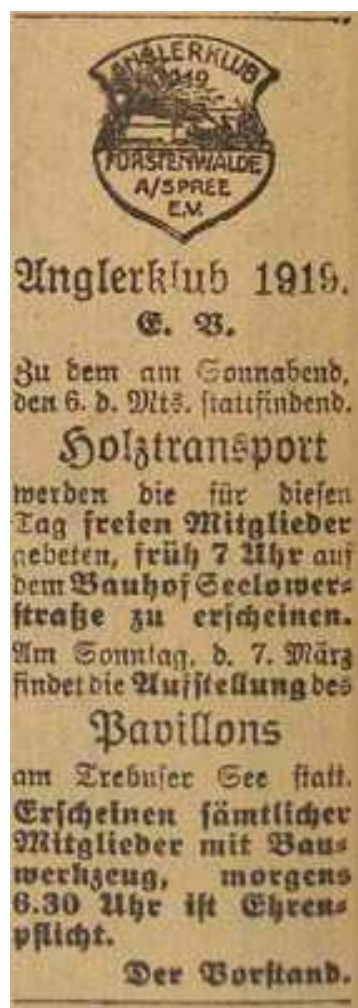 ANGLERKLUB
1919
FÜRSTENWALDE
A/SPREE
E.V.
Anglerklub 1919.
E. V.
Zu dem am Sonnabend,
den 6. d. Mts. stattfindend.
Holztransport
werden die für diesen
Tag freien Mitglieder
gebeten, früh 7 Uhr auf
dem Bauhof Seelower-
straße zu erscheinen.
Am Sonntag, d. 7. März
findet die Aufstellung des
Pavillons
am Trebuser See statt.
Erscheinen sämtlicher
Mitglieder mit Bau-
werkzeug, morgens
6.30 Uhr ist Ehren-
pflicht.
Der Vorstand.